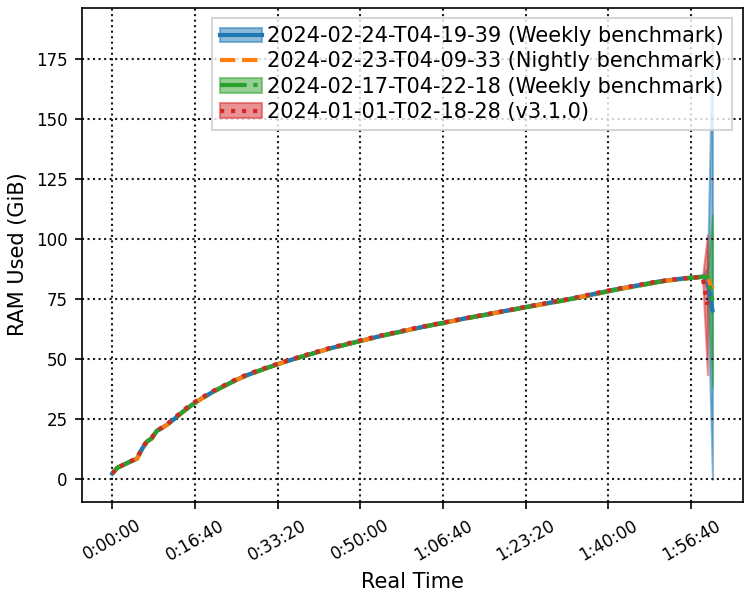 2024-02-24-T04-19-39 (Weekly benchmark)
2024-02-23-T04-09-33 (Nightly benchmark)
2024-02-17-T04-22-18 (Weekly benchmark)
2024-01-01-T02-18-28 (v3.1.0)
175
150
125
100
75
50
25
0
RAM Used (GiB)
0:00:00
0:16:40
0:33:20
0:50:00
1:06:40
1:23:20
1:40:00
1:56:40
Real Time